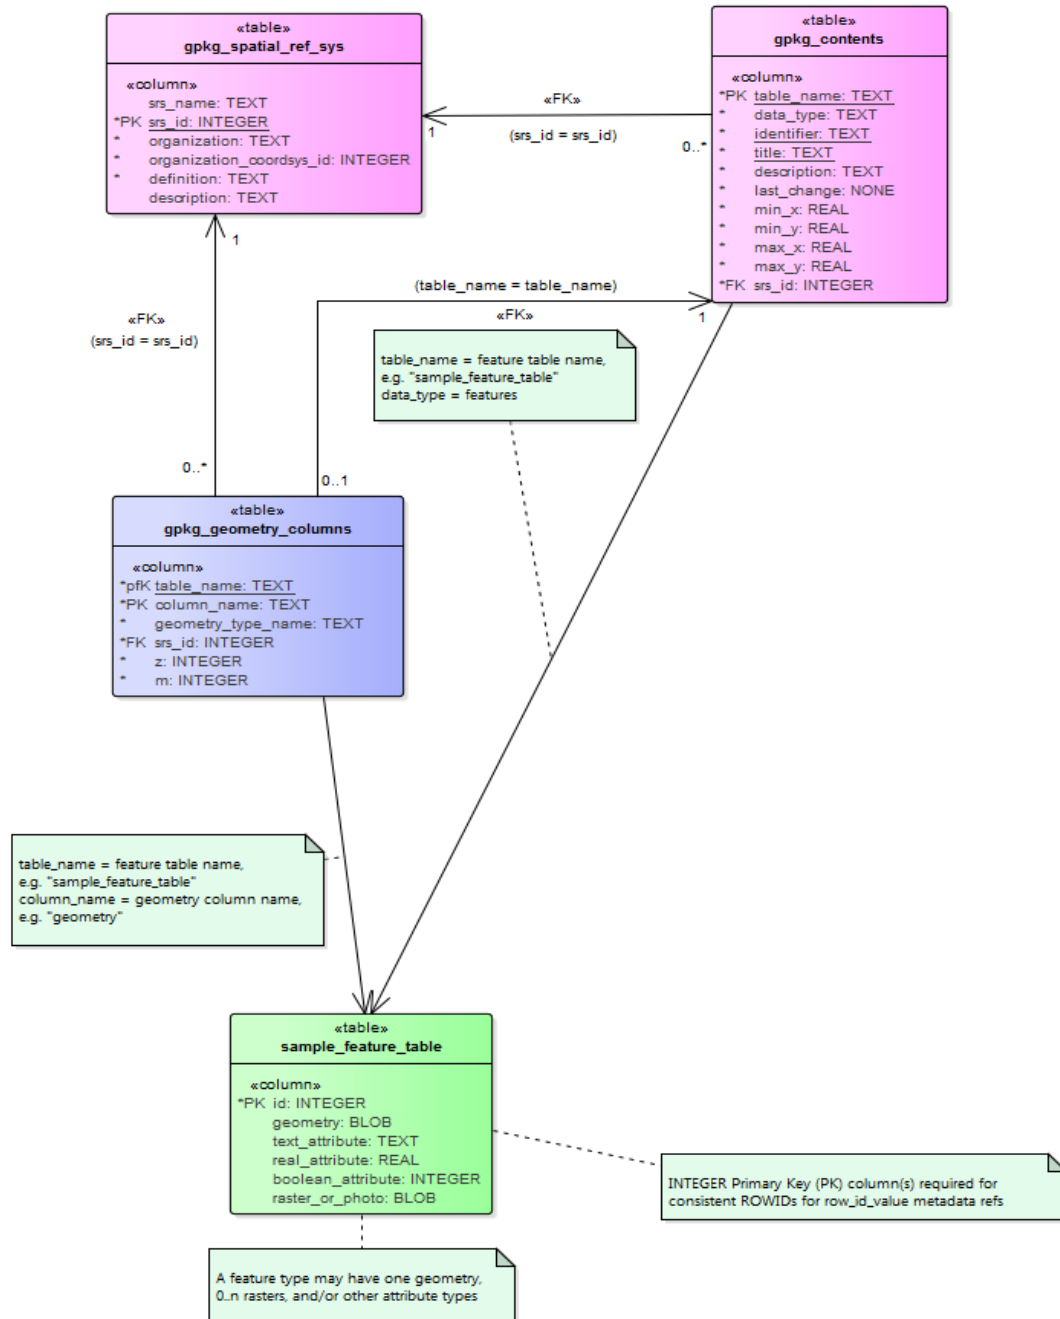 «table»
gpkg_spatial_ref_sys
«column»
srs_name: TEXT
*PK srs_id: INTEGER
* organization: TEXT
* organization_coordsys_id: INTEGER
* definition: TEXT
description: TEXT
«table»
gpkg_contents
«column»
*PK table_name: TEXT
* data_type: TEXT
* identifier: TEXT
* title: TEXT
* description: TEXT
* last_change: NONE
* min_x: REAL
* min_y: REAL
* max_x: REAL
* max_y: REAL
*FK srs_id: INTEGER
«FK»
1
(srs_id = srs_id)
0..*
1
«FK»
(srs_id = srs_id)
0..*
(table_name = table_name)
«FK»
1
0..1
table_name = feature table name,
e.g. "sample_feature_table"
data_type = features
«table»
gpkg_geometry_columns
«column»
*pfK table_name: TEXT
*PK column_name: TEXT
* geometry_type_name: TEXT
*FK srs_id: INTEGER
* z: INTEGER
* m: INTEGER
table_name = feature table name,
e.g. "sample_feature_table"
column_name = geometry column name,
e.g. "geometry"
«table»
sample_feature_table
«column»
*PK id: INTEGER
geometry: BLOB
text_attribute: TEXT
real_attribute: REAL
boolean_attribute: INTEGER
raster_or_photo: BLOB
INTEGER Primary Key (PK) column(s) required for
consistent ROWIDs for row_id_value metadata refs
A feature type may have one geometry,
0..n rasters, and/or other attribute types